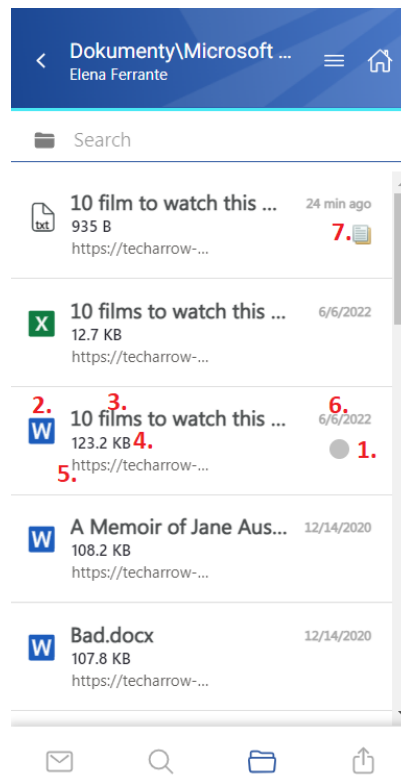 Dokumenty\Microsoft ...
Elena Ferrante
Search
10 film to watch this ... 24 min ago
txt 935 B 7.
https://techarrow-...
10 films to watch this ... 6/6/2022
X 12.7 KB
https://techarrow-...
2. 3. 6.
10 films to watch this ... 6/6/2022
W 123.2 KB 4. 1.
5. https://techarrow-...
A Memoir of Jane Aus... 12/14/2020
W 108.2 KB
https://techarrow-...
Bad.docx 12/14/2020
W 107.8 KB
https://techarrow-...